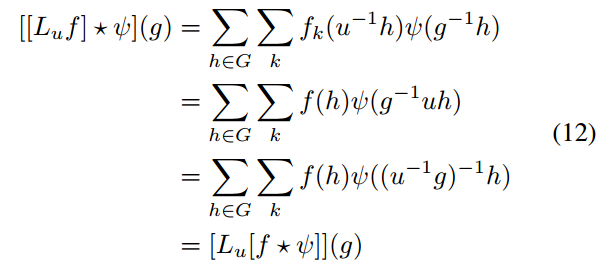 [[L_u f] ⋆ ψ](g) = ∑_{h∈G} ∑_k f_k(u^{-1}h)ψ(g^{-1}h)
= ∑_{h∈G} ∑_k f(h)ψ(g^{-1}uh)
(12)
= ∑_{h∈G} ∑_k f(h)ψ((u^{-1}g)^{-1}h)
= [L_u[f ⋆ ψ]](g)